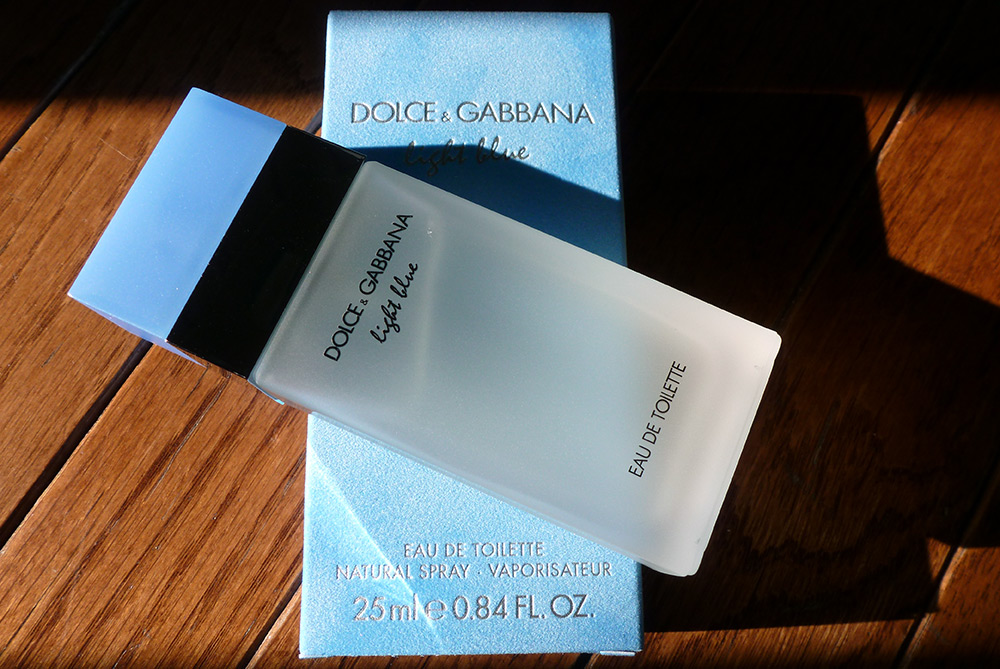 DOLCE & GABBANA
light blue
DOLCE & GABBANA
light blue
EAU DE TOILETTE
EAU DE TOILETTE
NATURAL SPRAY · VAPORISATEUR
25 ml ℮ 0.84 FL. OZ.